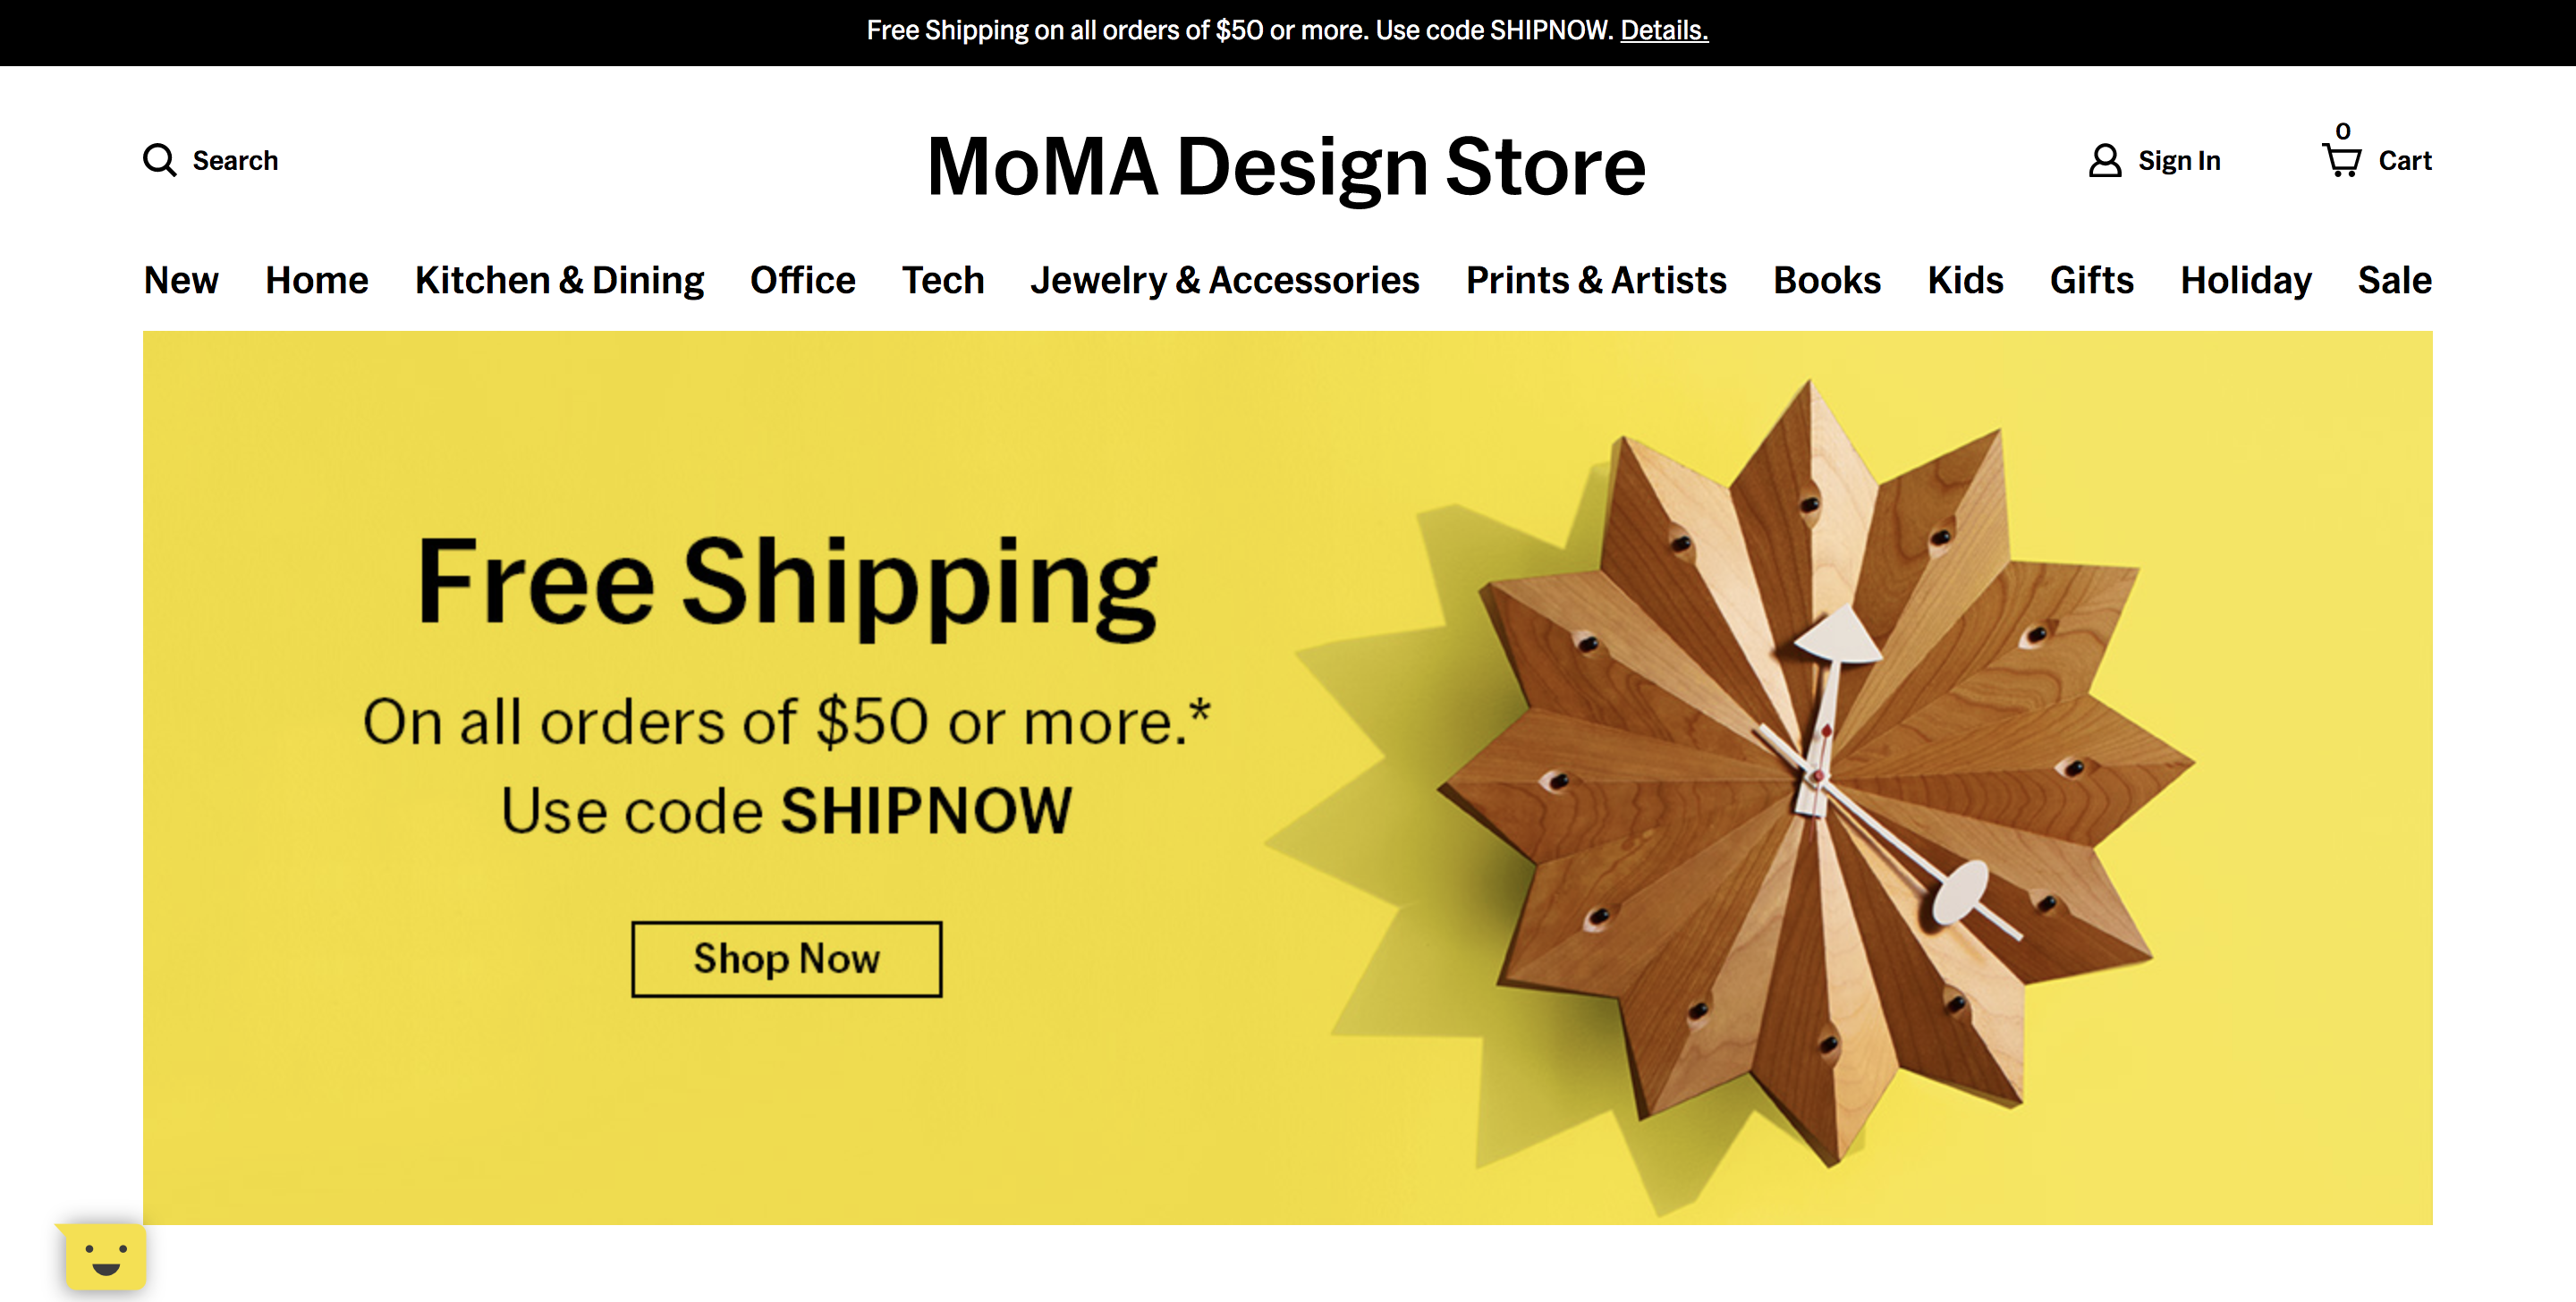 Free Shipping on all orders of $50 or more. Use code SHIPNOW. Details.
Search
MoMA Design Store
Sign In
0
Cart
New Home Kitchen & Dining Office Tech Jewelry & Accessories Prints & Artists Books Kids Gifts Holiday Sale
Free Shipping
On all orders of $50 or more.*
Use code SHIPNOW
Shop Now